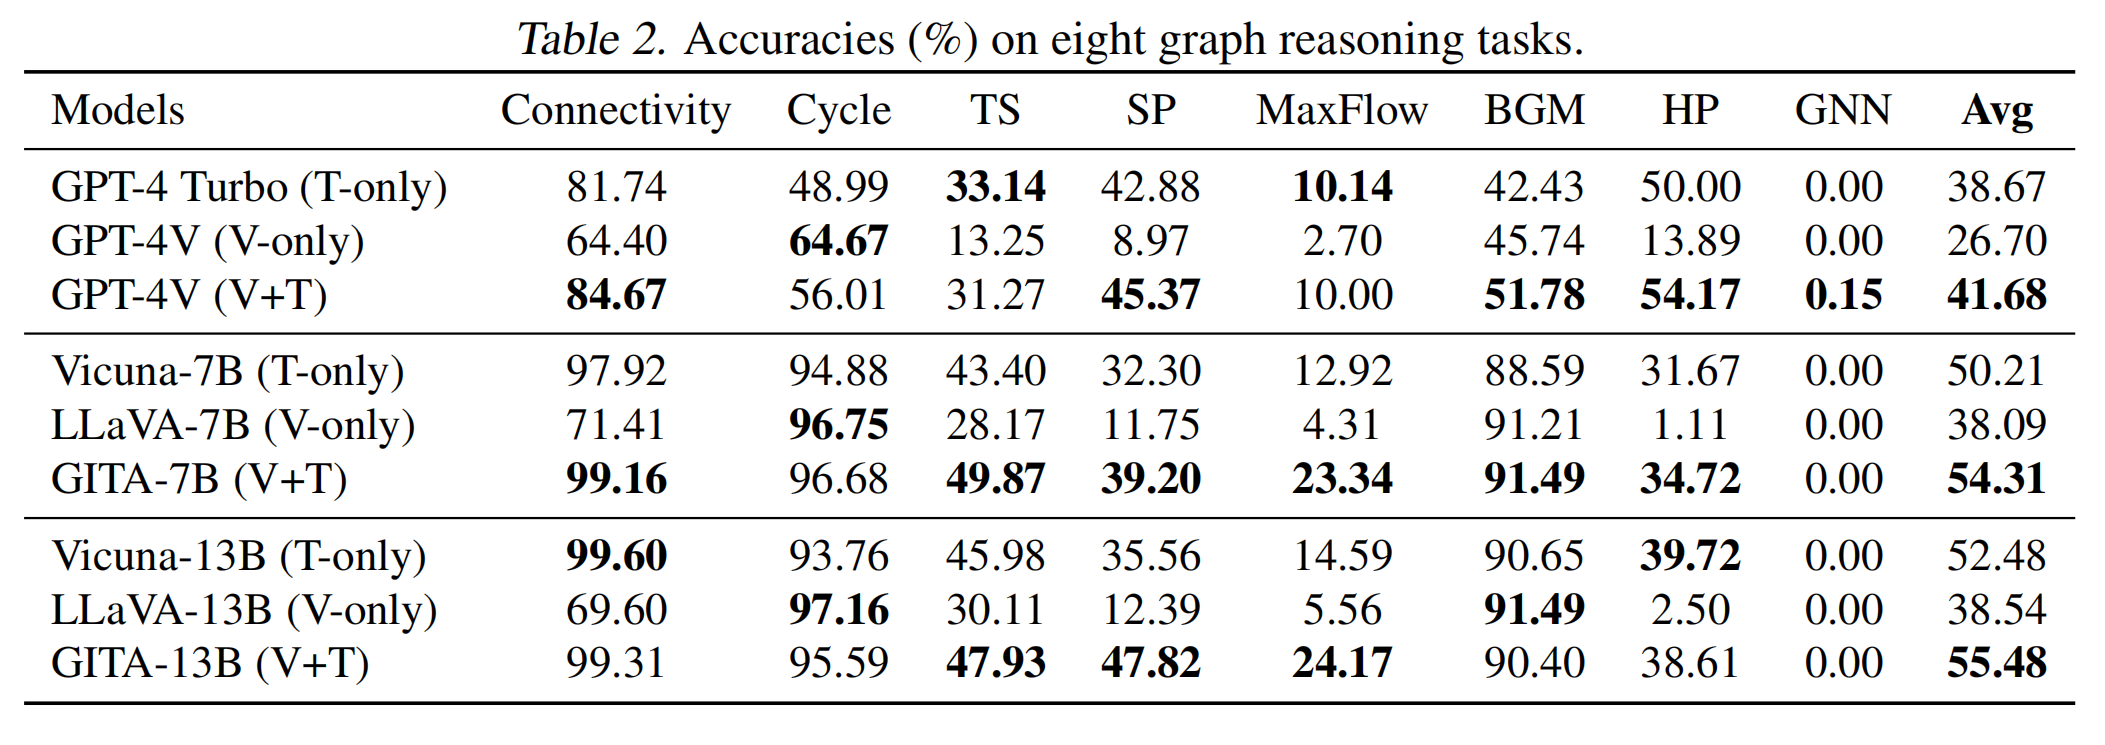 Table 2. Accuracies (%) on eight graph reasoning tasks.
Models Connectivity Cycle TS SP MaxFlow BGM HP GNN Avg
GPT-4 Turbo (T-only) 81.74 48.99 33.14 42.88 10.14 42.43 50.00 0.00 38.67
GPT-4V (V-only) 64.40 64.67 13.25 8.97 2.70 45.74 13.89 0.00 26.70
GPT-4V (V+T) 84.67 56.01 31.27 45.37 10.00 51.78 54.17 0.15 41.68
Vicuna-7B (T-only) 97.92 94.88 43.40 32.30 12.92 88.59 31.67 0.00 50.21
LLaVA-7B (V-only) 71.41 96.75 28.17 11.75 4.31 91.21 1.11 0.00 38.09
GITA-7B (V+T) 99.16 96.68 49.87 39.20 23.34 91.49 34.72 0.00 54.31
Vicuna-13B (T-only) 99.60 93.76 45.98 35.56 14.59 90.65 39.72 0.00 52.48
LLaVA-13B (V-only) 69.60 97.16 30.11 12.39 5.56 91.49 2.50 0.00 38.54
GITA-13B (V+T) 99.31 95.59 47.93 47.82 24.17 90.40 38.61 0.00 55.48